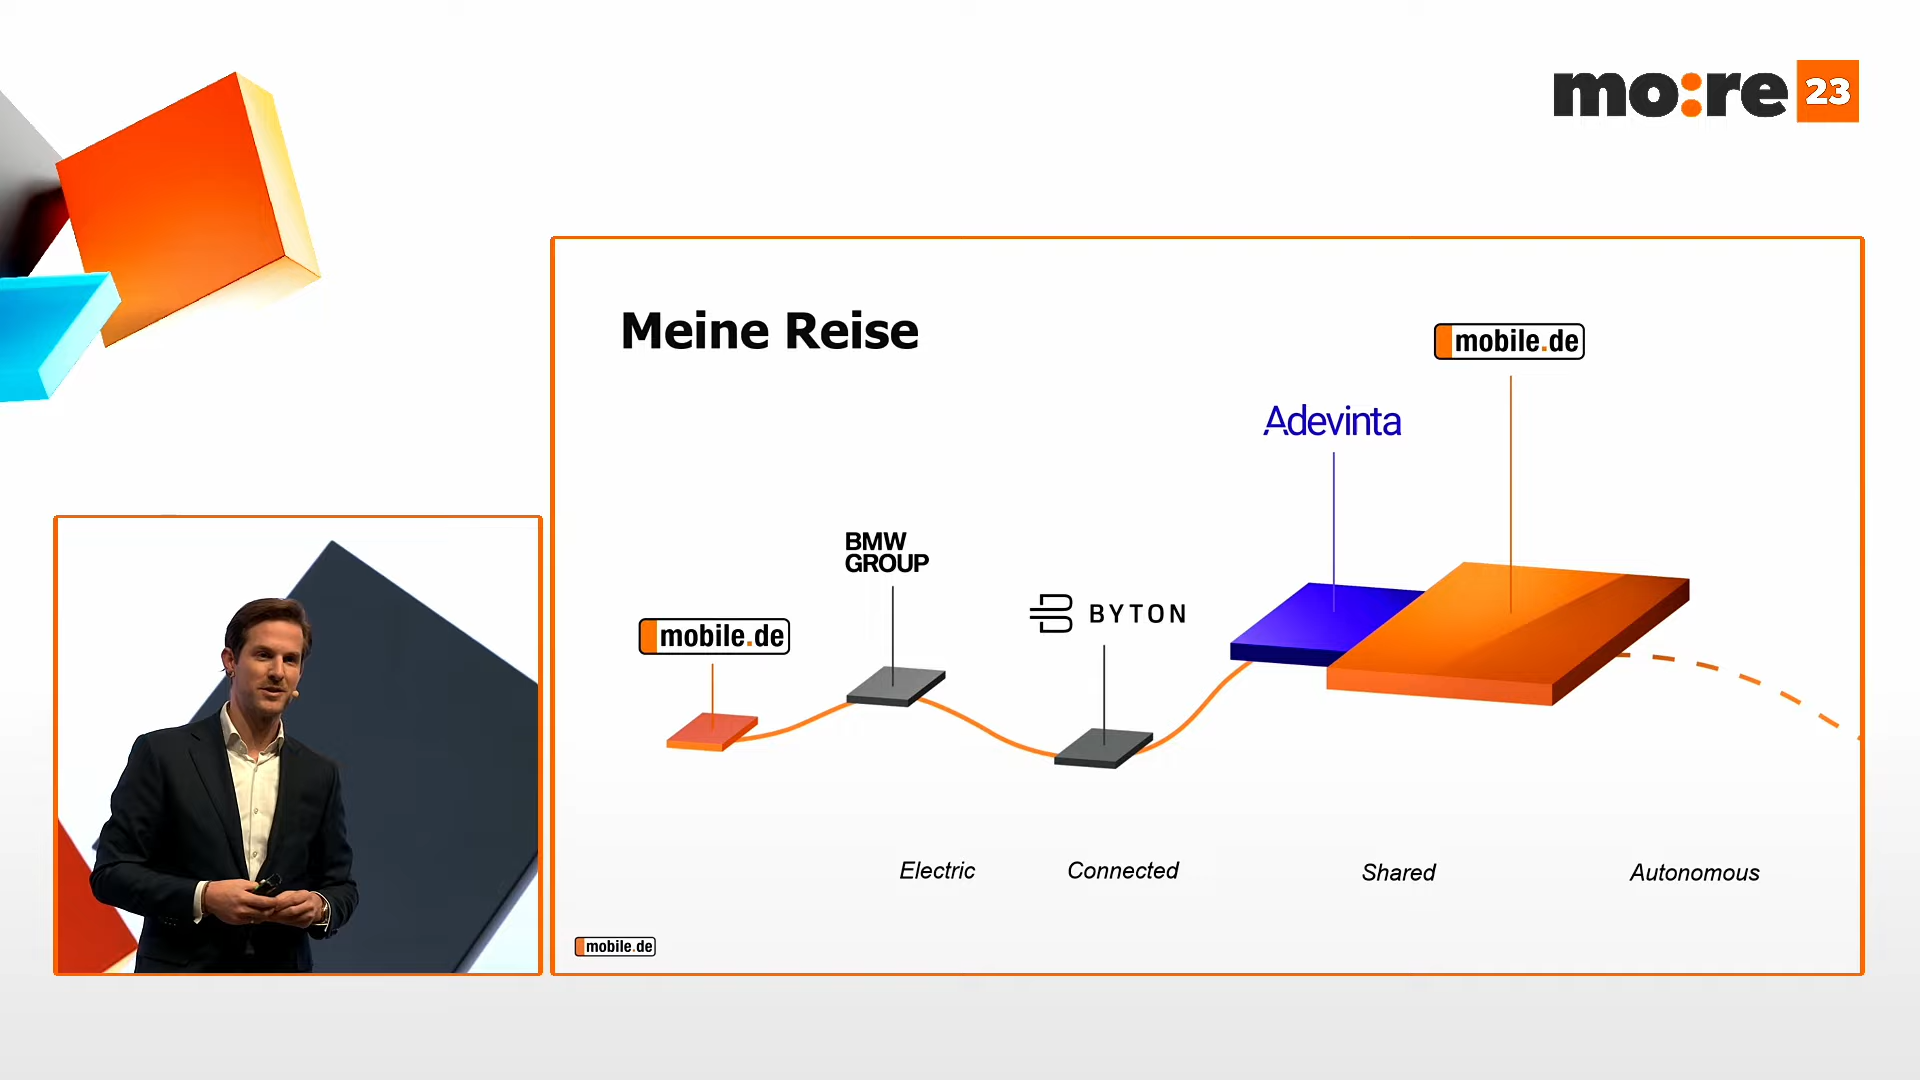 mo:re 23
Meine Reise
mobile.de
Adevinta
BMW
GROUP
BYTON
mobile.de
Electric Connected Shared Autonomous
mobile.de